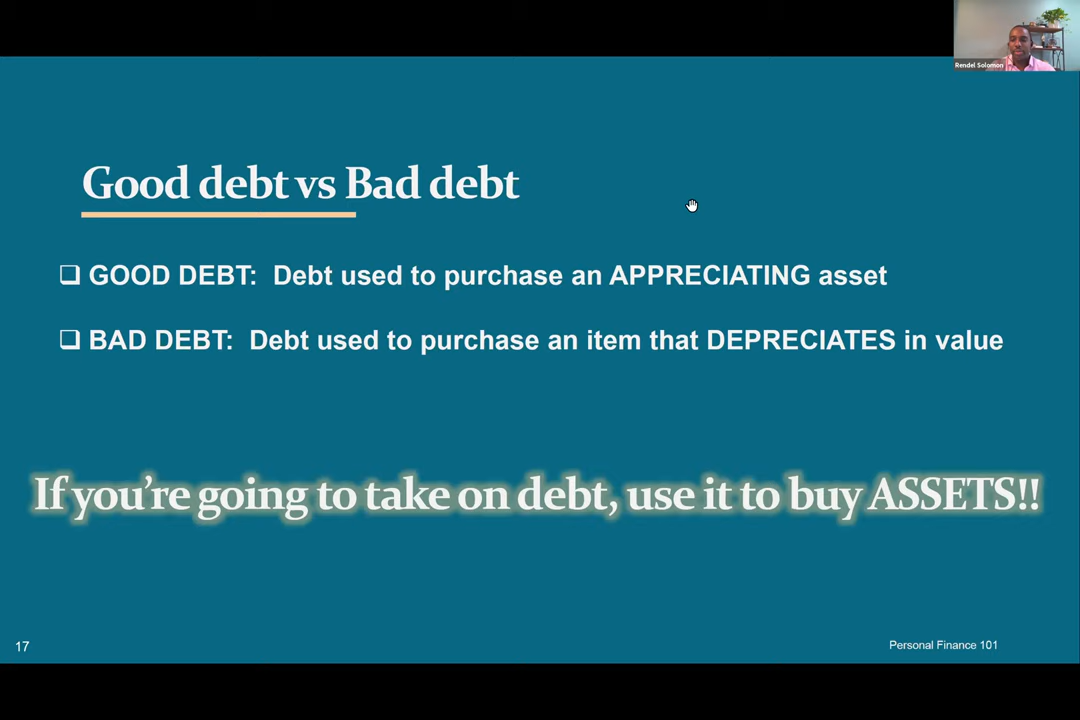 Rendel Solomon
Good debt vs Bad debt
GOOD DEBT: Debt used to purchase an APPRECIATING asset
BAD DEBT: Debt used to purchase an item that DEPRECIATES in value
If you’re going to take on debt, use it to buy ASSETS!!
17
Personal Finance 101